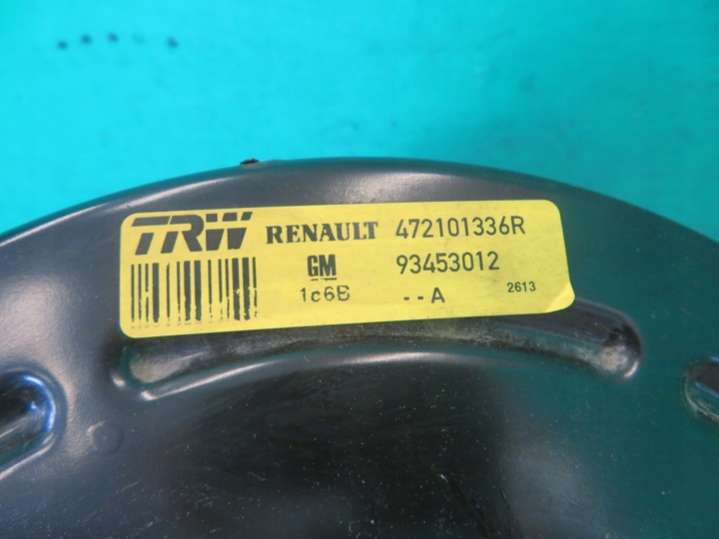 TRW RENAULT 472101336R
GM 93453012
1c6B --A 2613